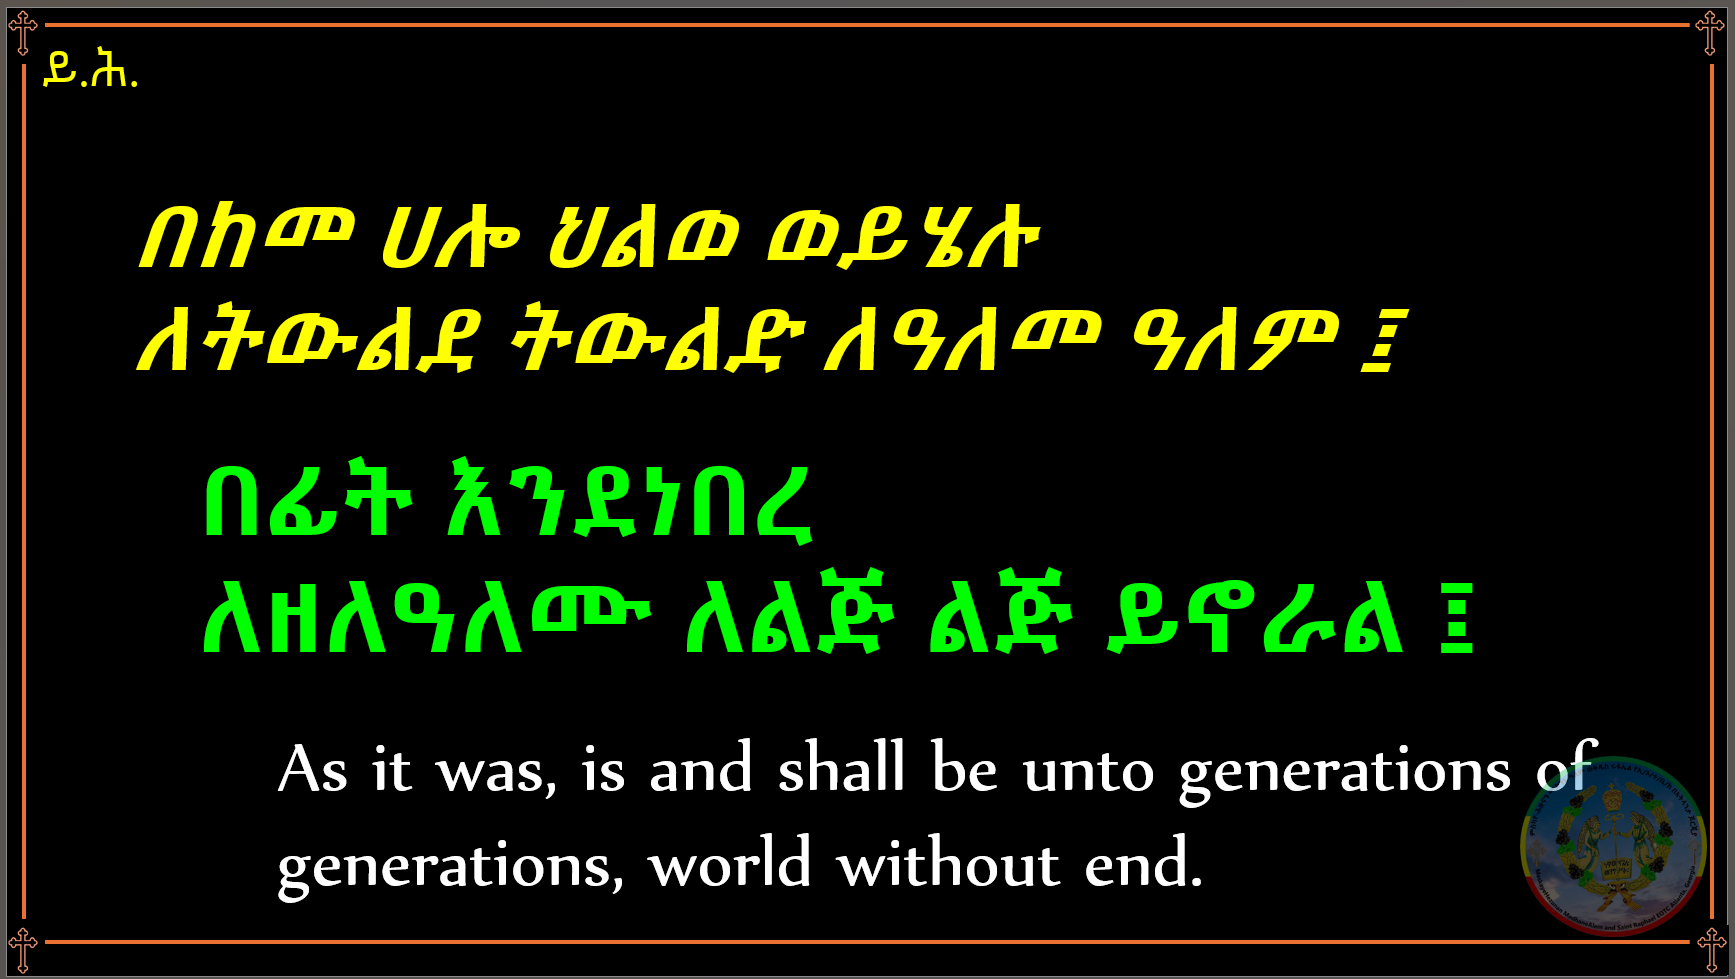 ይ.ሕ.
በከመ ሀሎ ህልወ ወይሄሉ
ለትውልደ ትውልድ ለዓለመ ዓለም ፤
በፊት እንደነበረ
ለዘለዓለሙ ለልጅ ልጅ ይኖራል ፤
As it was, is and shall be unto generations of
generations, world without end.